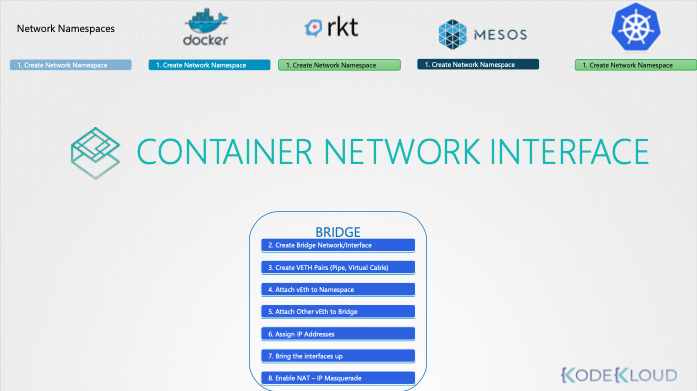 Network Namespaces
docker
rkt
MESOS
1. Create Network Namespace
1. Create Network Namespace
1. Create Network Namespace
1. Create Network Namespace
1. Create Network Namespace
CONTAINER NETWORK INTERFACE
BRIDGE
2. Create Bridge Network/Interface
3. Create VETH Pairs (Pipe, Virtual Cable)
4. Attach vEth to Namespace
5. Attach Other vEth to Bridge
6. Assign IP Addresses
7. Bring the interfaces up
8. Enable NAT – IP Masquerade
KODEKLOUD